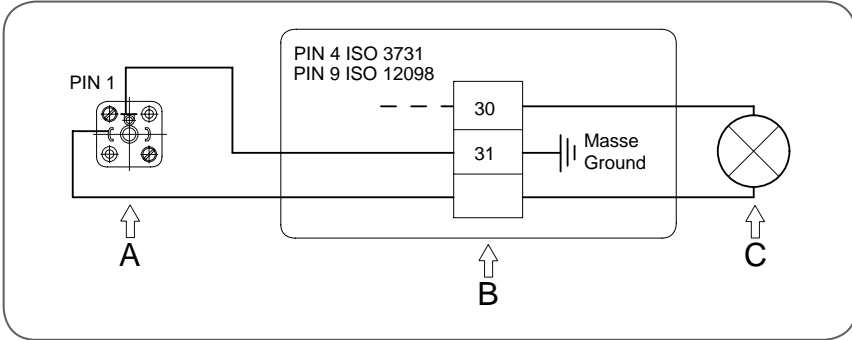 PIN 4 ISO 3731
PIN 9 ISO 12098
PIN 1
30
31
Masse
Ground
A
B
C